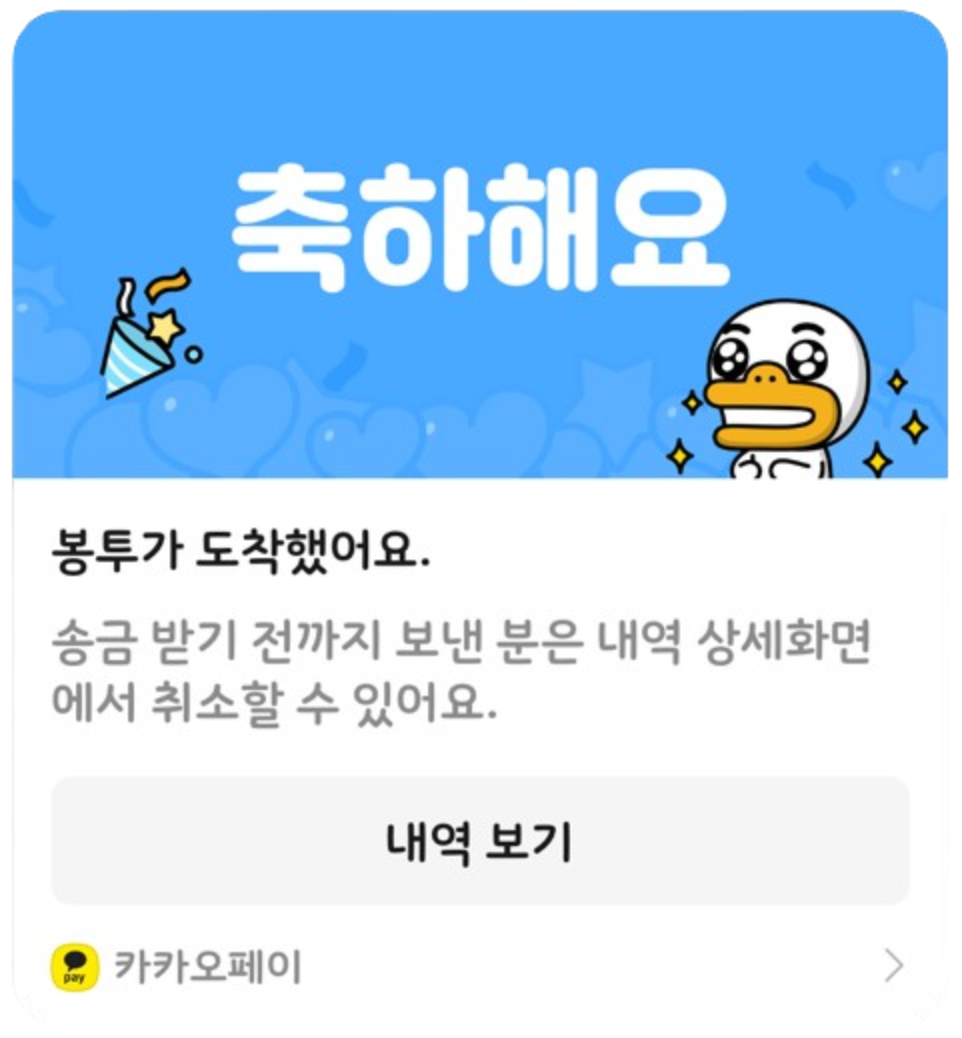 축하해요
봉투가 도착했어요.
송금 받기 전까지 보낸 분은 내역 상세화면
에서 취소할 수 있어요.
내역 보기
pay 카카오페이